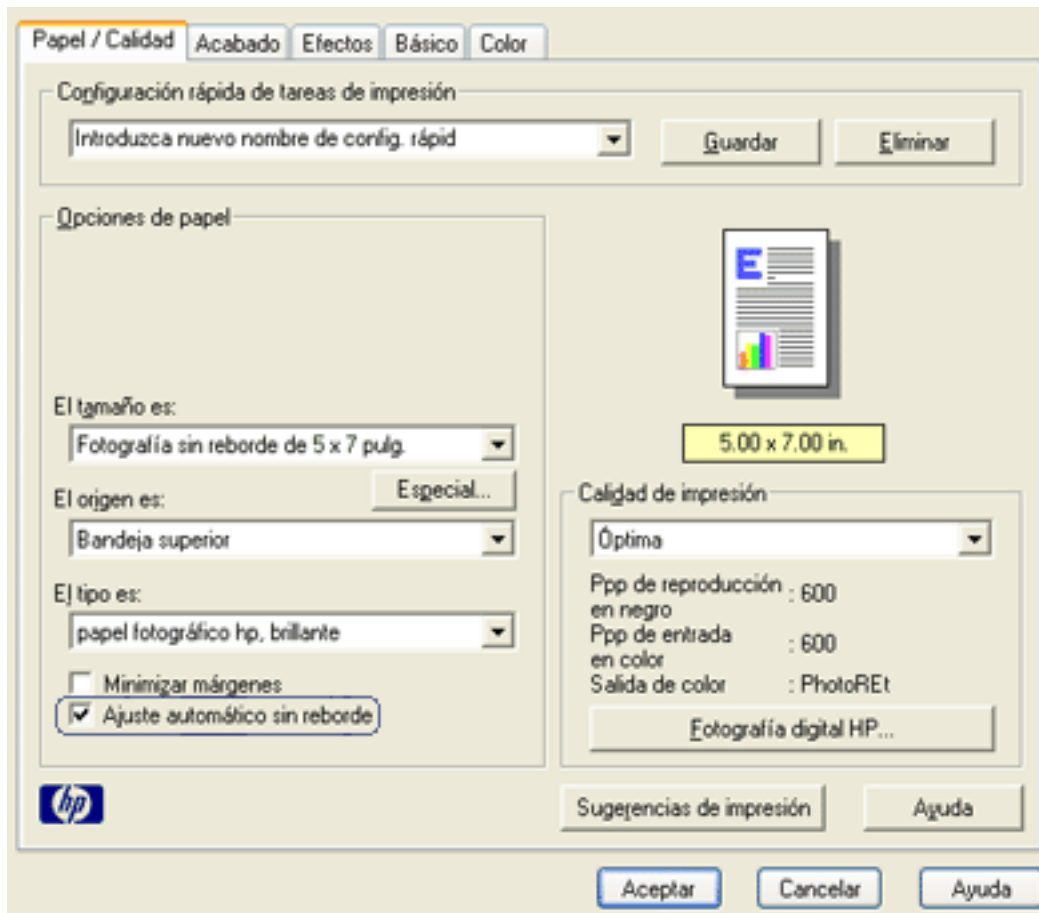 Papel / Calidad Acabado Efectos Básico Color
Configuración rápida de tareas de impresión
Introduzca nuevo nombre de config. rápid
Guardar
Eliminar
Opciones de papel
E
5.00 x 7.00 in.
El tamaño es:
Fotografía sin reborde de 5 x 7 pulg.
Especial...
El origen es:
Bandeja superior
El tipo es:
papel fotográfico hp, brillante
Minimizar márgenes
Ajuste automático sin reborde
Calidad de impresión
Óptima
Ppp de reproducción
en negro : 600
Ppp de entrada
en color : 600
Salida de color : PhotoREt
Fotografía digital HP...
hp
Sugerencias de impresión
Ayuda
Aceptar
Cancelar
Ayuda